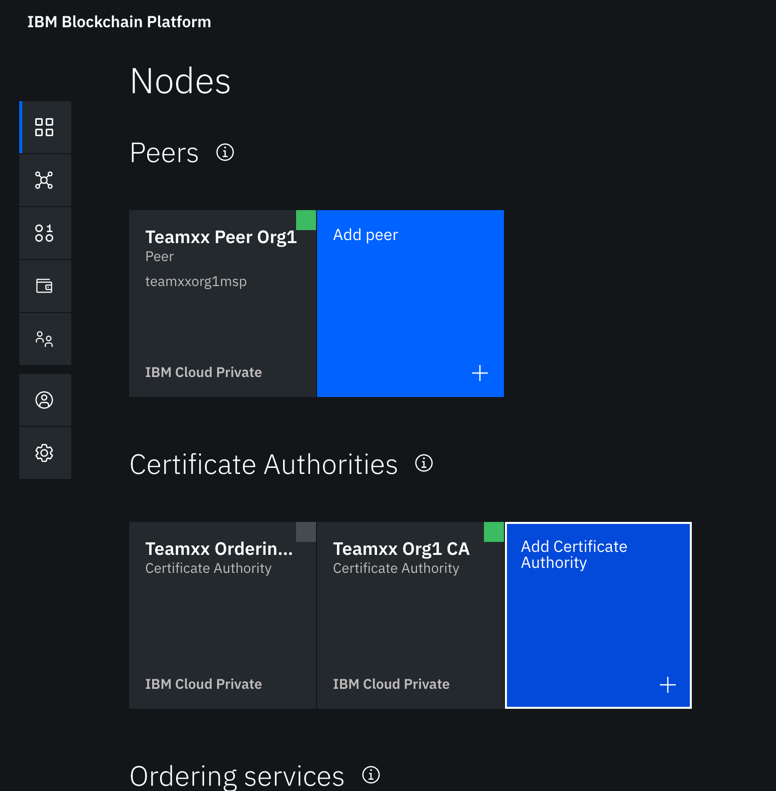 IBM Blockchain Platform
Nodes
Peers
Teamxx Peer Org1
Peer
teamxxorg1msp
IBM Cloud Private
Add peer
Certificate Authorities
Teamxx Orderin...
Certificate Authority
IBM Cloud Private
Teamxx Org1 CA
Certificate Authority
IBM Cloud Private
Add Certificate
Authority
Ordering services